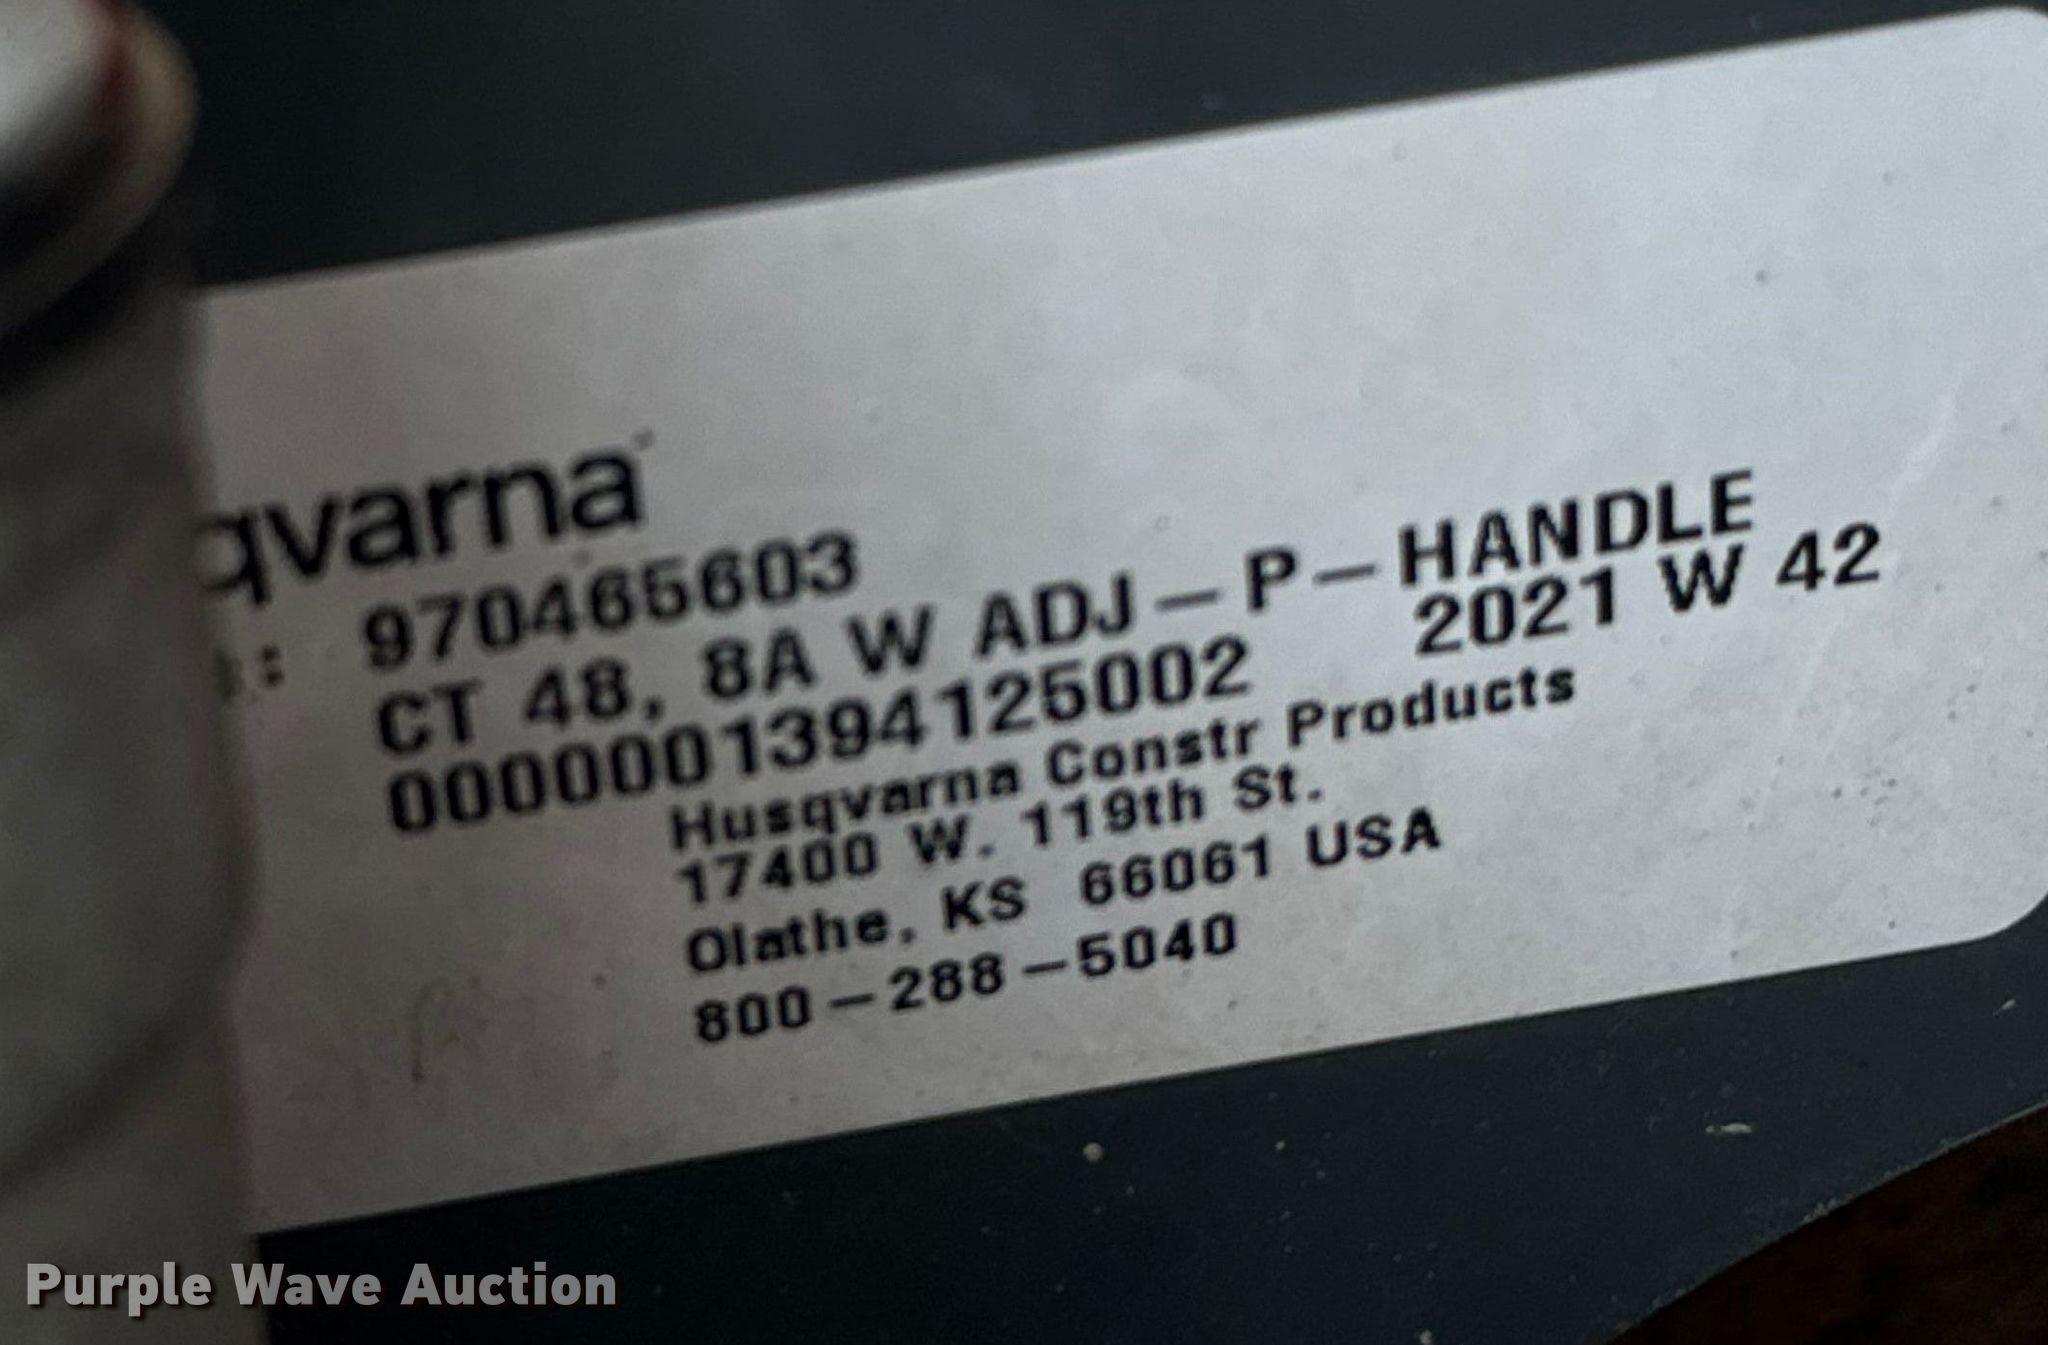 qvarna
: 970465603
CT 48, 8A W ADJ-P-HANDLE
0000001394125002 2021 W 42
Husqvarna Constr Products
17400 W. 119th St.
Olathe, KS 66061 USA
800-288-5040
Purple Wave Auction